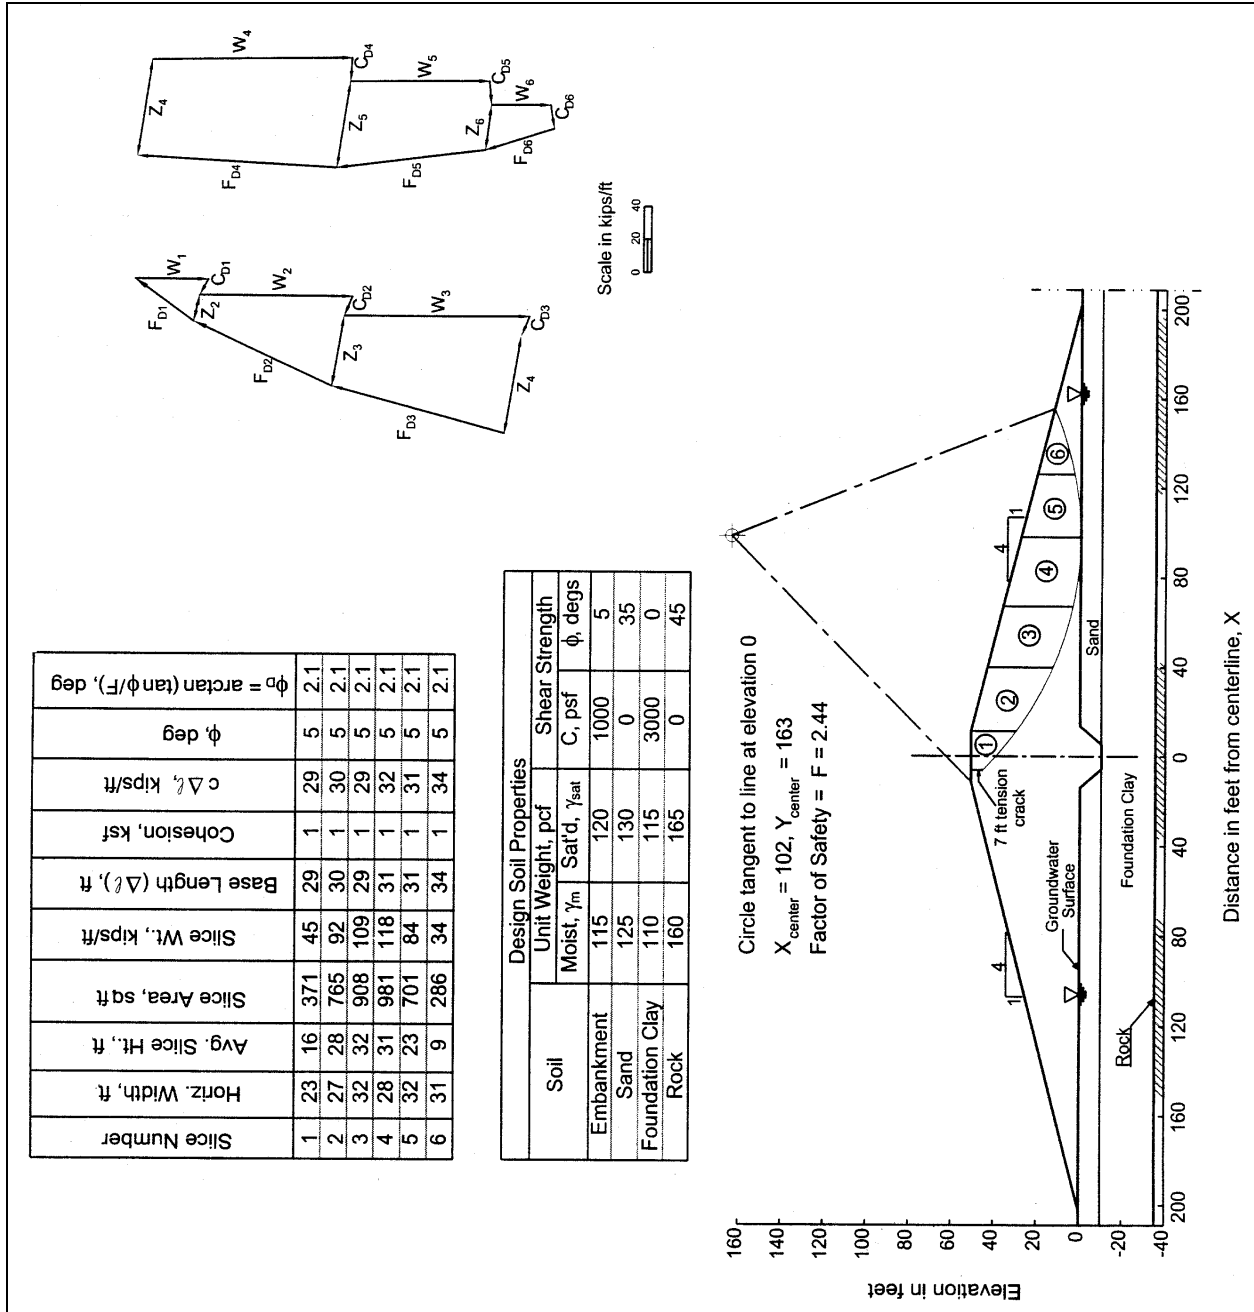 W4
CD4
Z4
W5
CD5
Z5
W6
Z6
CD6
FD4
FD5
FD6
W1
CD1
FD1
Z2
W2
CD2
FD2
Z3
W3
CD3
FD3
Z4
Scale in kips/ft
0 20 40
Slice Number | Horiz. Width, ft | Avg. Slice Ht., ft | Slice Area, sq ft | Slice Wt., kips/ft | Base Length (Δℓ), ft | Cohesion, ksf | c Δℓ, kips/ft | ϕ, deg | ϕD = arctan (tan ϕ/F), deg
1 23 16 371 45 29 1 29 5 2.1
2 27 28 765 92 30 1 30 5 2.1
3 32 32 908 109 29 1 29 5 2.1
4 28 31 981 118 31 1 32 5 2.1
5 32 23 701 84 31 1 31 5 2.1
6 31 9 286 34 34 1 34 5 2.1
Design Soil Properties
Soil | Unit Weight, pcf | Shear Strength
Moist, γm | Sat'd, γsat | C, psf | ϕ, degs
Embankment 115 120 1000 5
Sand 125 130 0 35
Foundation Clay 110 115 3000 0
Rock 160 165 0 45
Circle tangent to line at elevation 0
Xcenter = 102, Ycenter = 163
Factor of Safety = F = 2.44
4
1
4
1
7 ft tension
crack
1
2
3
4
5
6
Groundwater
Surface
Sand
Foundation Clay
Rock
160
120
80
40
0
-20
-40
20
60
100
140
Elevation in feet
200 160 120 80 40 0 40 80 120 160 200
Distance in feet from centerline, X